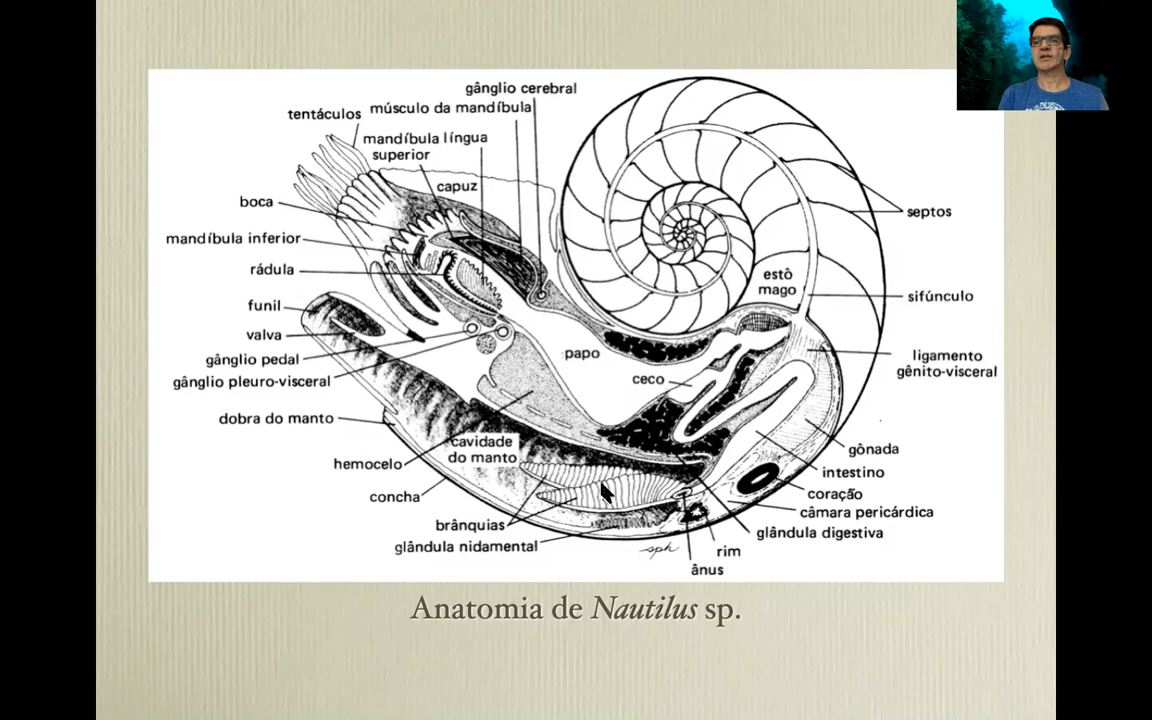 gânglio cerebral
tentáculos
músculo da mandíbula
mandíbula língua
superior
capuz
boca
mandíbula inferior
rádula
funil
valva
gânglio pedal
gânglio pleuro-visceral
dobra do manto
hemocelo
concha
cavidade
do manto
brânquias
glândula nidamental
papo
ceco
estô
mago
septos
sifúnculo
ligamento
gênito-visceral
gônada
intestino
coração
câmara pericárdica
glândula digestiva
rim
ânus
sph
Anatomia de Nautilus sp.